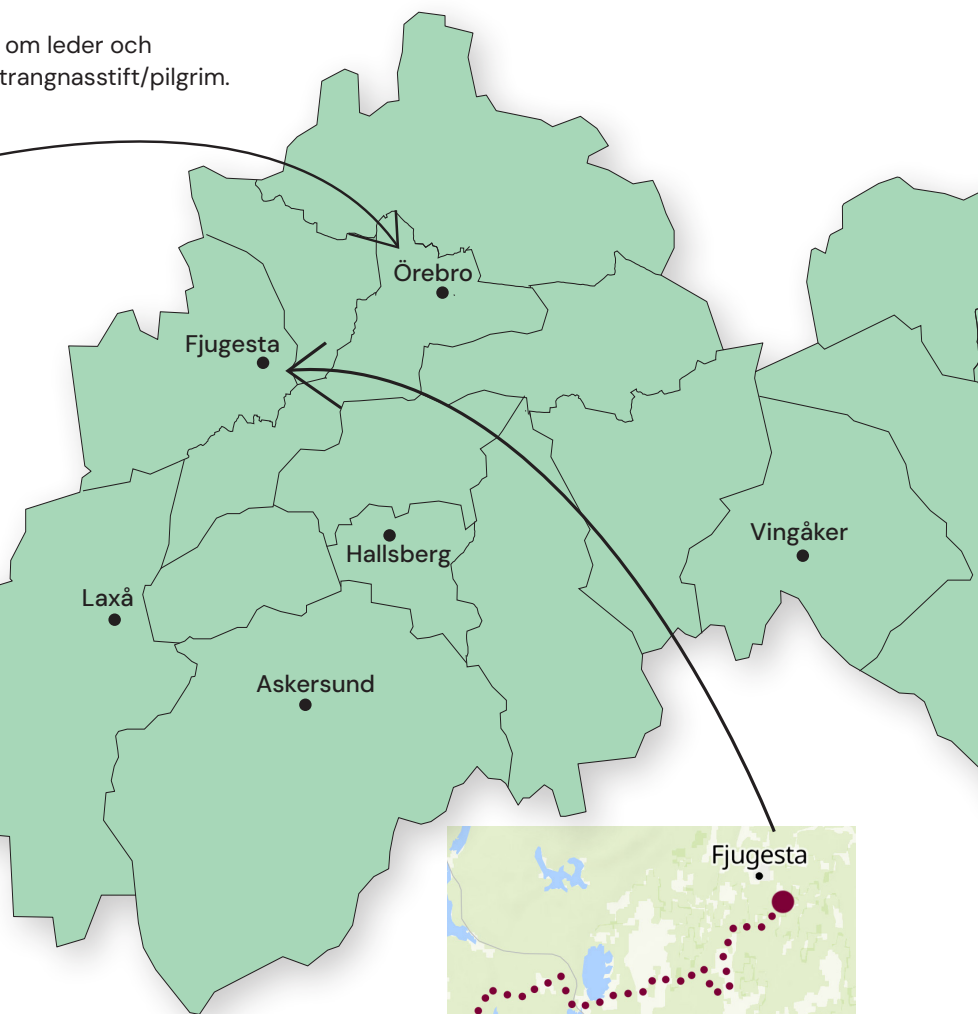 om leder och
trangnasstift/pilgrim.
Örebro
Fjugesta
Vingåker
Hallsberg
Laxå
Askersund
Fjugesta